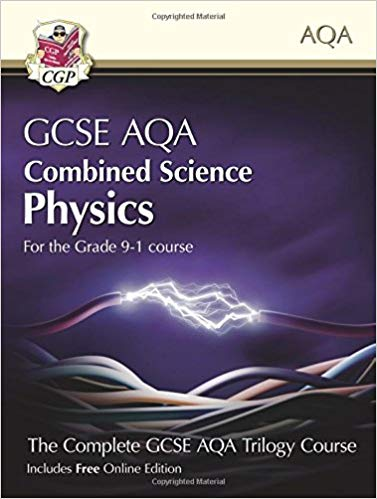 Copyrighted Material
CGP
AQA
GCSE AQA
Combined Science
Physics
For the Grade 9-1 course
The Complete GCSE AQA Trilogy Course
Includes Free Online Edition
Copyrighted Material